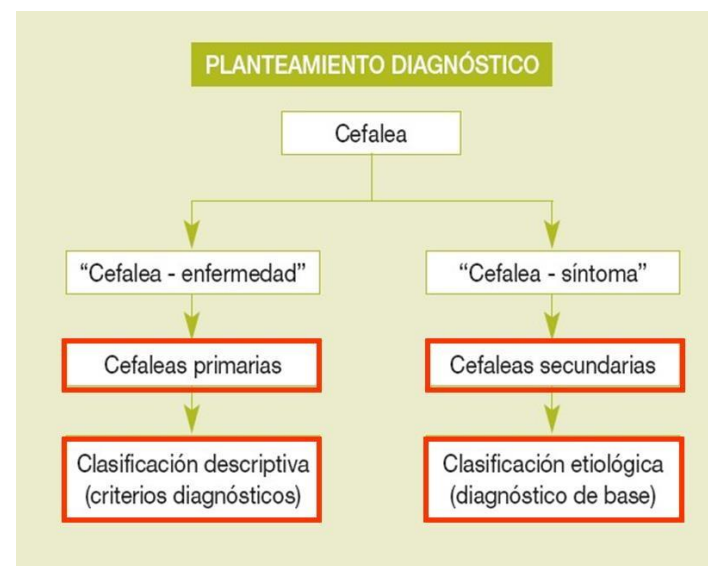 PLANTEAMIENTO DIAGNÓSTICO
Cefalea
“Cefalea - enfermedad”
“Cefalea - síntoma”
Cefaleas primarias
Cefaleas secundarias
Clasificación descriptiva
(criterios diagnósticos)
Clasificación etiológica
(diagnóstico de base)